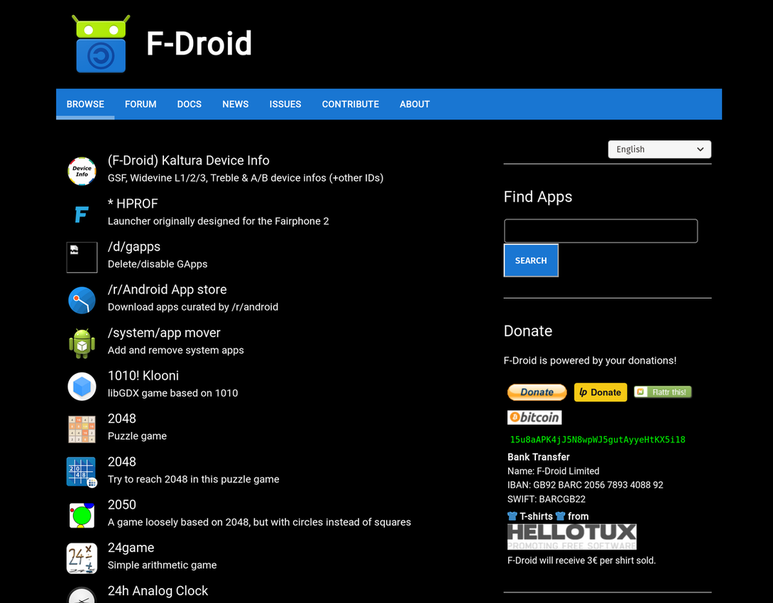 F-Droid
BROWSE FORUM DOCS NEWS ISSUES CONTRIBUTE ABOUT
Device
Info
(F-Droid) Kaltura Device Info
GSF, Widevine L1/2/3, Treble & A/B device infos (+other IDs)
F
* HPROF
Launcher originally designed for the Fairphone 2
/d/gapps
Delete/disable GApps
/r/Android App store
Download apps curated by /r/android
/system/app mover
Add and remove system apps
1010! Klooni
libGDX game based on 1010
2048
Puzzle game
2048
2048
Try to reach 2048 in this puzzle game
2050
A game loosely based on 2048, but with circles instead of squares
24
24game
Simple arithmetic game
24h Analog Clock
English
Find Apps
SEARCH
Donate
F-Droid is powered by your donations!
Donate
lp Donate
Flattr this!
bitcoin
15u8aAPK4jJ5N8wpWJ5gutAyyeHtKX5i18
Bank Transfer
Name: F-Droid Limited
IBAN: GB92 BARC 2056 7893 4088 92
SWIFT: BARCGB22
T-shirts from
HELLOTUX
PROMOTING FREE SOFTWARE
F-Droid will receive 3€ per shirt sold.